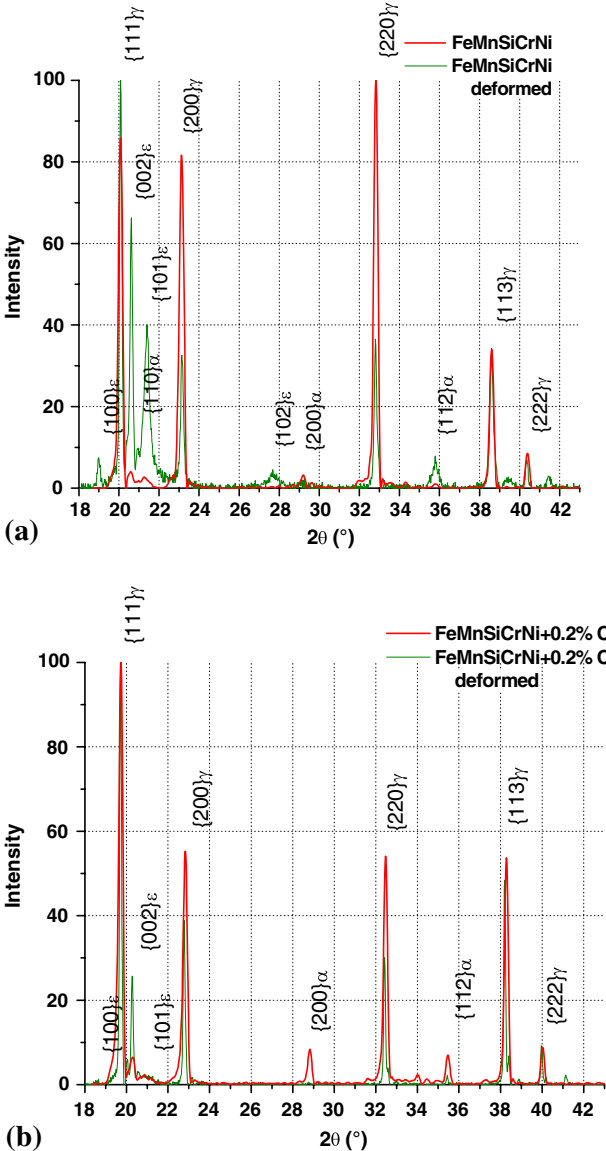 {111}γ
{002}ε
{101}ε
{100}ε
{110}α
{200}γ
{102}ε
{200}α
{220}γ
{112}α
{113}γ
{222}γ
FeMnSiCrNi
FeMnSiCrNi
deformed
100
80
60
40
20
0
Intensity
18 20 22 24 26 28 30 32 34 36 38 40 42
2θ (°)
(a)
{111}γ
{002}ε
{100}ε
{101}ε
{200}γ
{200}α
{220}γ
{112}α
{113}γ
{222}γ
FeMnSiCrNi+0.2% C
FeMnSiCrNi+0.2% C
deformed
100
80
60
40
20
0
Intensity
18 20 22 24 26 28 30 32 34 36 38 40 42
2θ (°)
(b)